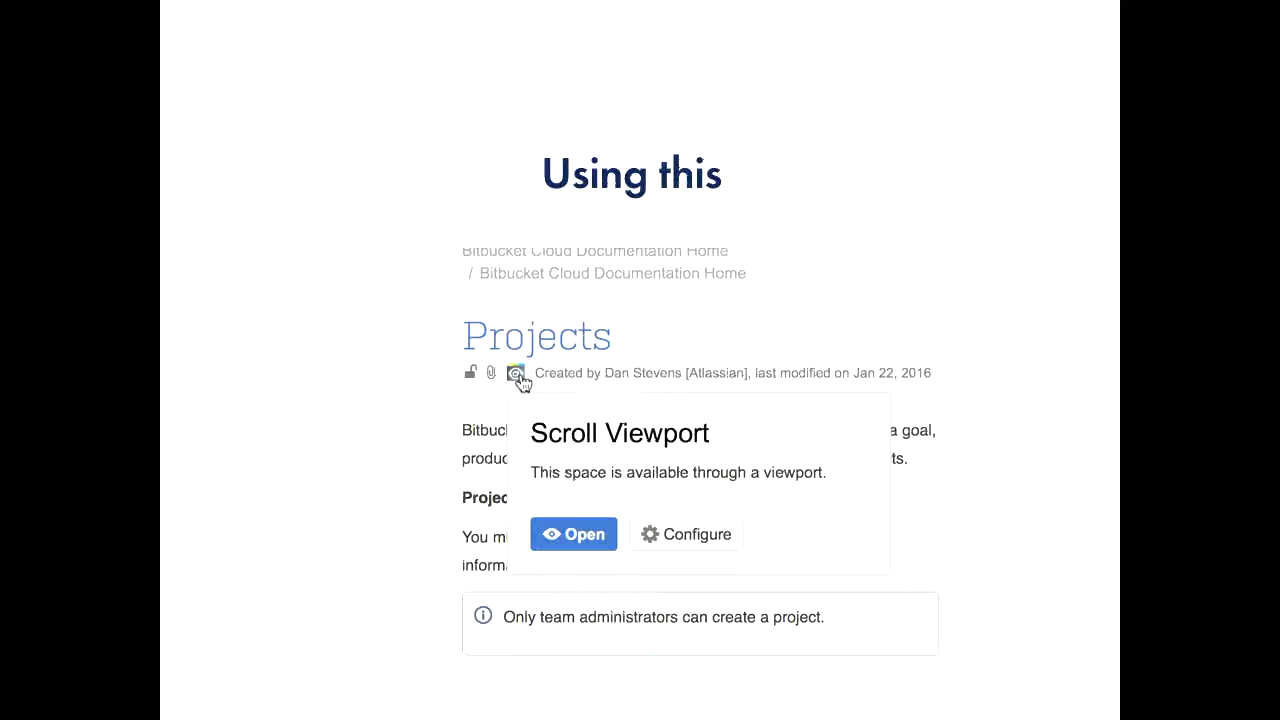 Using this
Bitbucket Cloud Documentation Home
/ Bitbucket Cloud Documentation Home
Projects
Created by Dan Stevens [Atlassian], last modified on Jan 22, 2016
Scroll Viewport
a goal,
This space is available through a viewport.
Open Configure
Only team administrators can create a project.